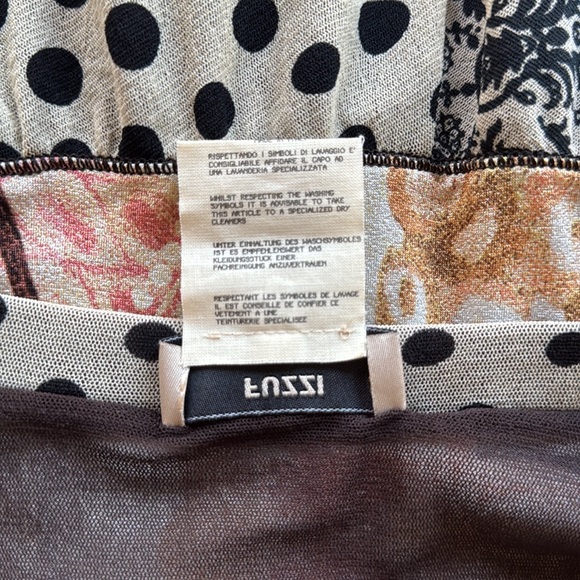 RISPETTANDO I SIMBOLI DI LAVAGGIO E'
CONSIGLIABILE AFFIDARE IL CAPO AD
UNA LAVANDERIA SPECIALIZZATA
WHILST RESPECTING THE WASHING
SYMBOLS IT IS ADVISABLE TO TAKE
THIS ARTICLE TO A SPECIALIZED DRY
CLEANERS
UNTER EINHALTUNG DES WASCHSYMBOLES
IST ES EMPFEHLENSWERT DAS
KLEIDUNGSSTÜCK EINER
FACHREINIGUNG ANZUVERTRAUEN
RESPECTANT LES SYMBOLES DE LAVAGE
IL EST CONSEILLE DE CONFIER CE
VETEMENT A UNE
TEINTURERIE SPECIALISEE
FUZZI